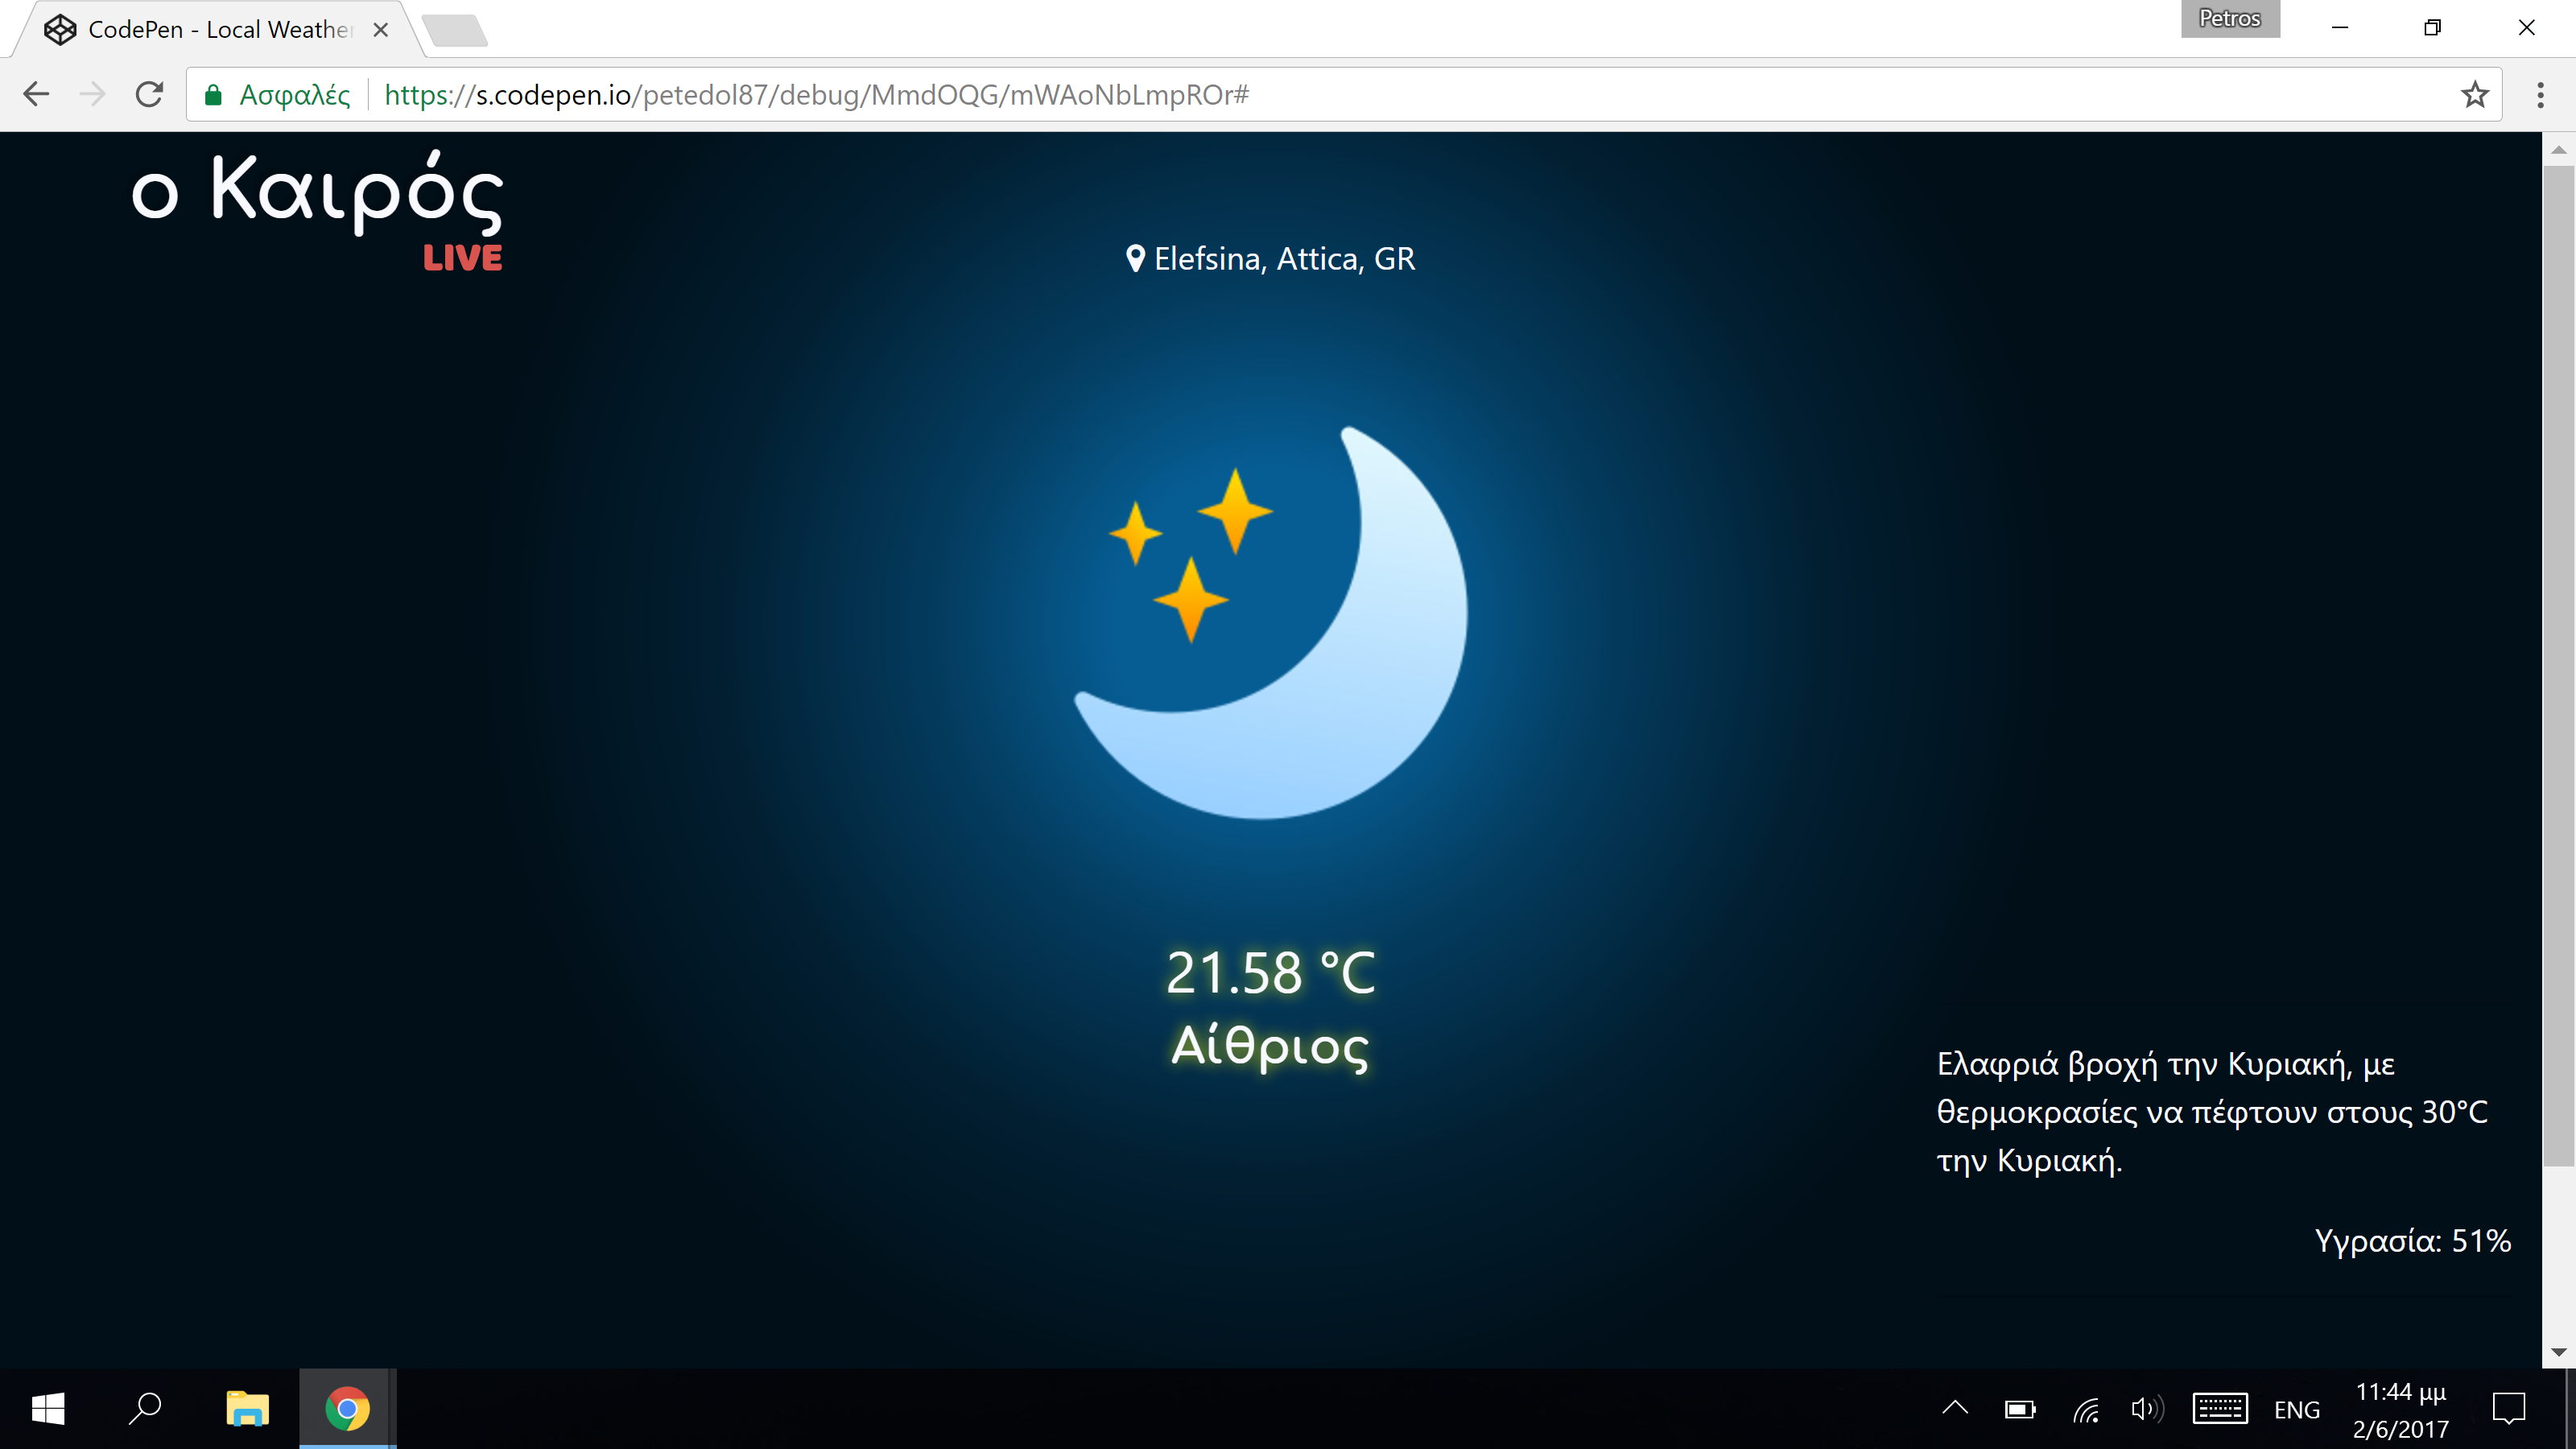 CodePen - Local Weather
Petros
Ασφαλές
https://s.codepen.io/petedol87/debug/MmdOQG/mWAoNbLmpROr#
ο Καιρός
LIVE
Elefsina, Attica, GR
21.58 °C
Αίθριος
Ελαφριά βροχή την Κυριακή, με
θερμοκρασίες να πέφτουν στους 30°C
την Κυριακή.
Υγρασία: 51%
ENG
11:44 μμ
2/6/2017